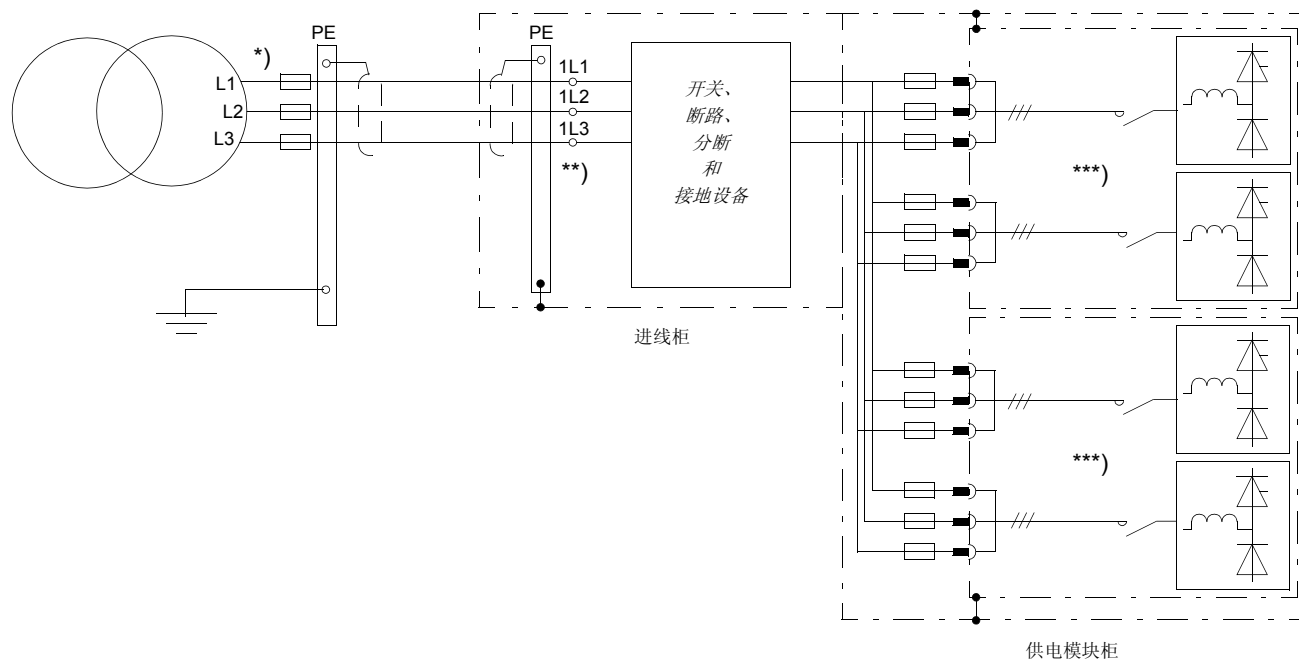 PE
PE
*)
L1
L2
L3
1L1
1L2
1L3
**)
开关、
断路、
分断
和
接地设备
***)
***)
进线柜
供电模块柜